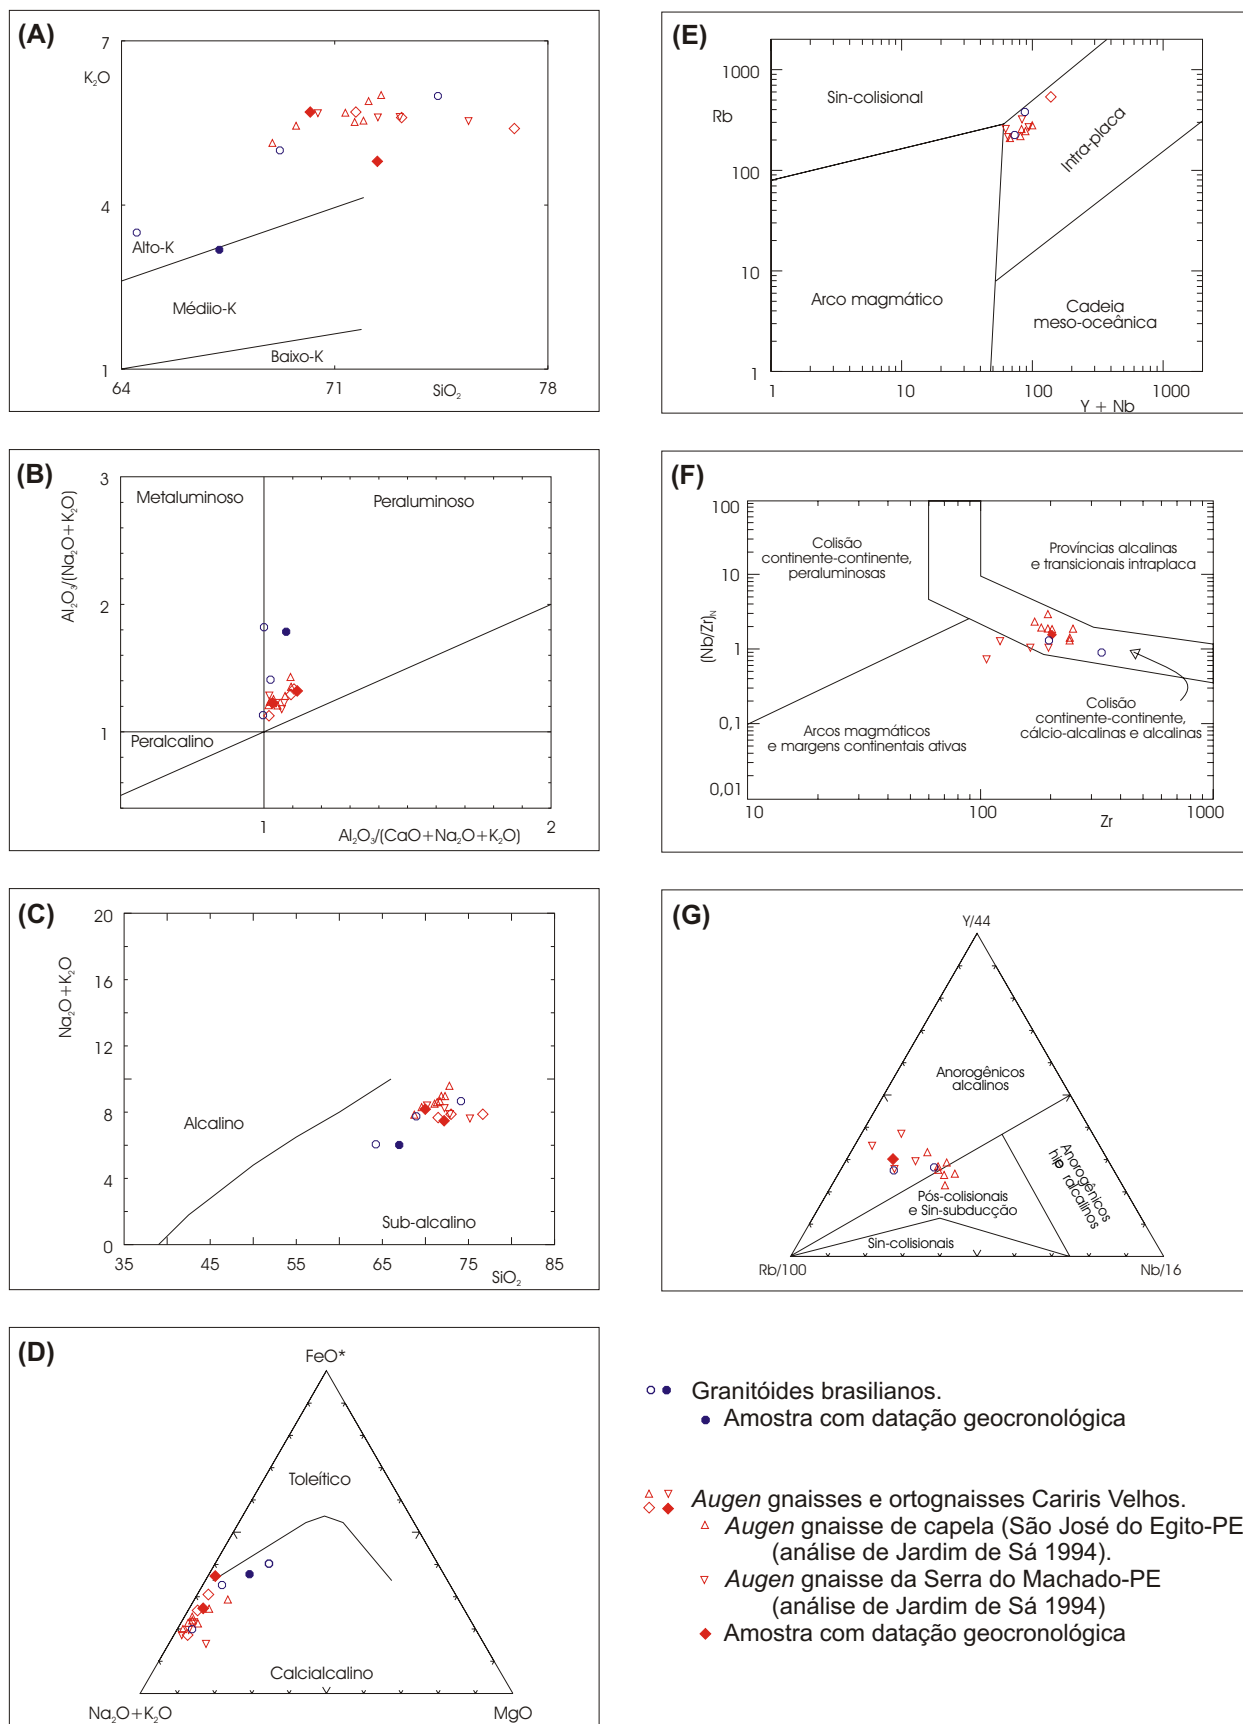 (A)
7
K₂O
4
Alto-K
Médiio-K
Baixo-K
1
64
71
SiO₂
78
(B)
3
Metaluminoso
Peraluminoso
Al₂O₃/(Na₂O+K₂O)
2
1
Peralcalino
1
2
Al₂O₃/(CaO+Na₂O+K₂O)
(C)
20
Na₂O+K₂O
16
12
8
4
0
Alcalino
Sub-alcalino
35
45
55
65
75
85
SiO₂
(D)
FeO*
Toleítico
Calcialcalino
Na₂O+K₂O
MgO
(E)
1000
Rb
Sin-colisional
100
Intra-placa
10
Arco magmático
Cadeia
meso-oceânica
1
1
10
100
1000
Y + Nb
(F)
100
(Nb/Zr)N
Colisão
continente-continente,
peraluminosas
Províncias alcalinas
e transicionais intraplaca
10
1
0,1
Arcos magmáticos
e margens continentais ativas
Colisão
continente-continente,
cálcio-alcalinas e alcalinas
0,01
10
100
Zr
1000
(G)
Y/44
Anorogênicos
alcalinos
Anorogênicos
Pós-colisionais
e Sin-subducção
Sin-colisionais
Rb/100
Nb/16
Granitóides brasilianos.
Amostra com datação geocronológica
Augen gnaisses e ortognaisses Cariris Velhos.
Augen gnaisse de capela (São José do Egito-PE
(análise de Jardim de Sá 1994).
Augen gnaisse da Serra do Machado-PE
(análise de Jardim de Sá 1994)
Amostra com datação geocronológica